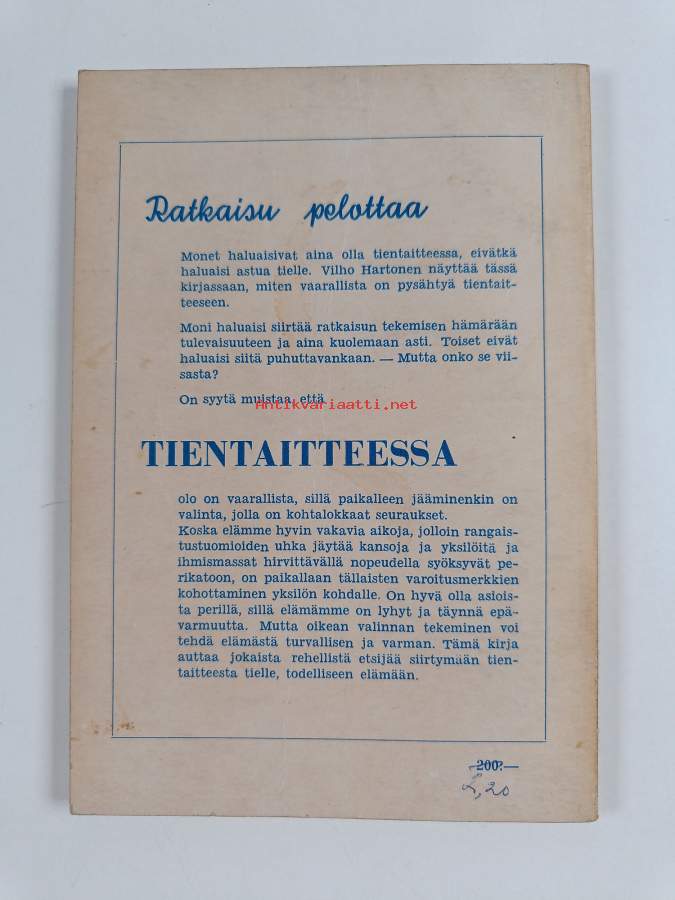 Ratkaisu pelottaa
Monet haluaisivat aina olla tientaitteessa, eivätkä
haluaisi astua tielle. Vilho Hartonen näyttää tässä
kirjassaan, miten vaarallista on pysähtyä tientait-
teeseen.
Moni haluaisi siirtää ratkaisun tekemisen hämärään
tulevaisuuteen ja aina kuolemaan asti. Toiset eivät
haluaisi siitä puhuttavankaan. — Mutta onko se vii-
sasta?
On syytä muistaa, että
Antikvariaatti.net
TIENTAITTEESSA
olo on vaarallista, sillä paikalleen jääminenkin on
valinta, jolla on kohtalokkaat seuraukset.
Koska elämme hyvin vakavia aikoja, jolloin rangais-
tustuomioiden uhka jäytää kansoja ja yksilöitä ja
ihmismassat hirvittävällä nopeudella syöksyvät pe-
rikatoon, on paikallaan tällaisten varoitusmerkkien
kohottaminen yksilön kohdalle. On hyvä olla asiois-
ta perillä, sillä elämämme on lyhyt ja täynnä epä-
varmuutta. Mutta oikean valinnan tekeminen voi
tehdä elämästä turvallisen ja varman. Tämä kirja
auttaa jokaista rehellistä etsijää siirtymään tien-
taitteesta tielle, todelliseen elämään.
200:—
2,20